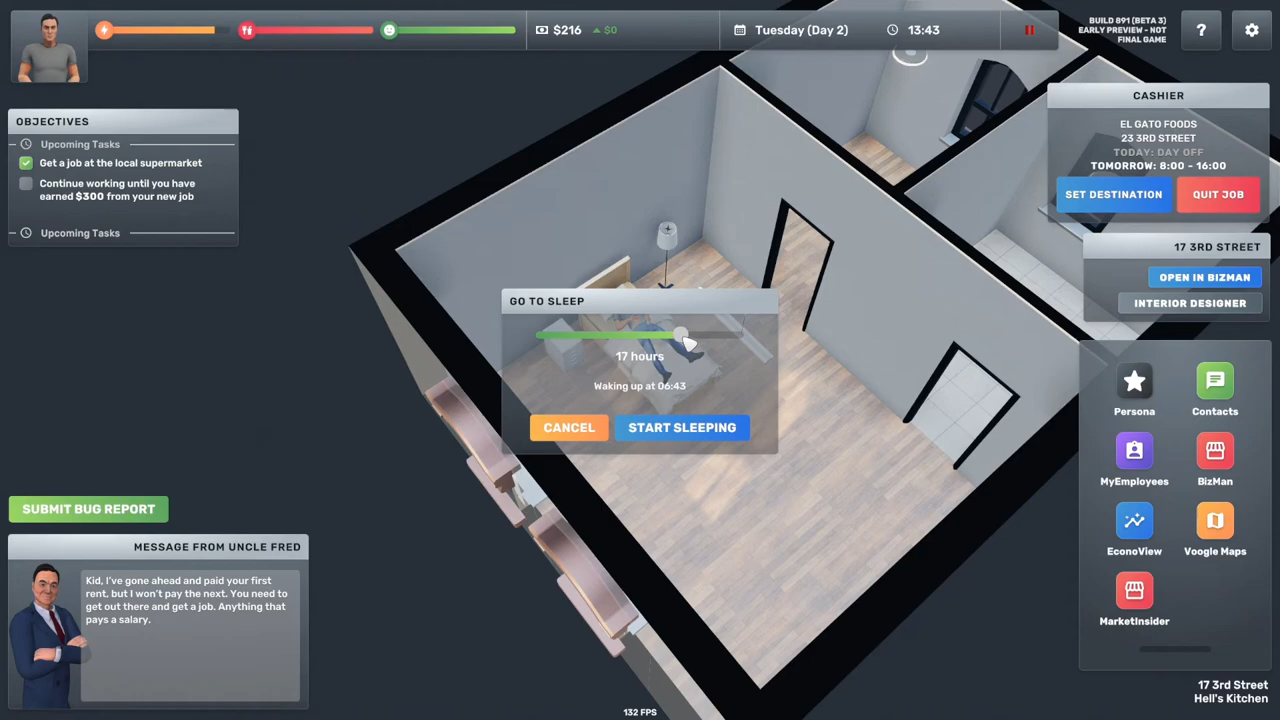 $216
$0
Tuesday (Day 2)
13:43
BUILD 891 (BETA 3)
EARLY PREVIEW - NOT
FINAL GAME
?
OBJECTIVES
Upcoming Tasks
Get a job at the local supermarket
Continue working until you have
earned $300 from your new job
Upcoming Tasks
CASHIER
EL GATO FOODS
23 3RD STREET
TODAY: DAY OFF
TOMORROW: 8:00 - 16:00
SET DESTINATION
QUIT JOB
17 3RD STREET
OPEN IN BIZMAN
INTERIOR DESIGNER
GO TO SLEEP
17 hours
Waking up at 06:43
CANCEL
START SLEEPING
Persona
Contacts
MyEmployees
BizMan
EconoView
Voogle Maps
MarketInsider
SUBMIT BUG REPORT
MESSAGE FROM UNCLE FRED
Kid, I've gone ahead and paid your first
rent, but I won't pay the next. You need to
get out there and get a job. Anything that
pays a salary.
17 3rd Street
Hell's Kitchen
132 FPS